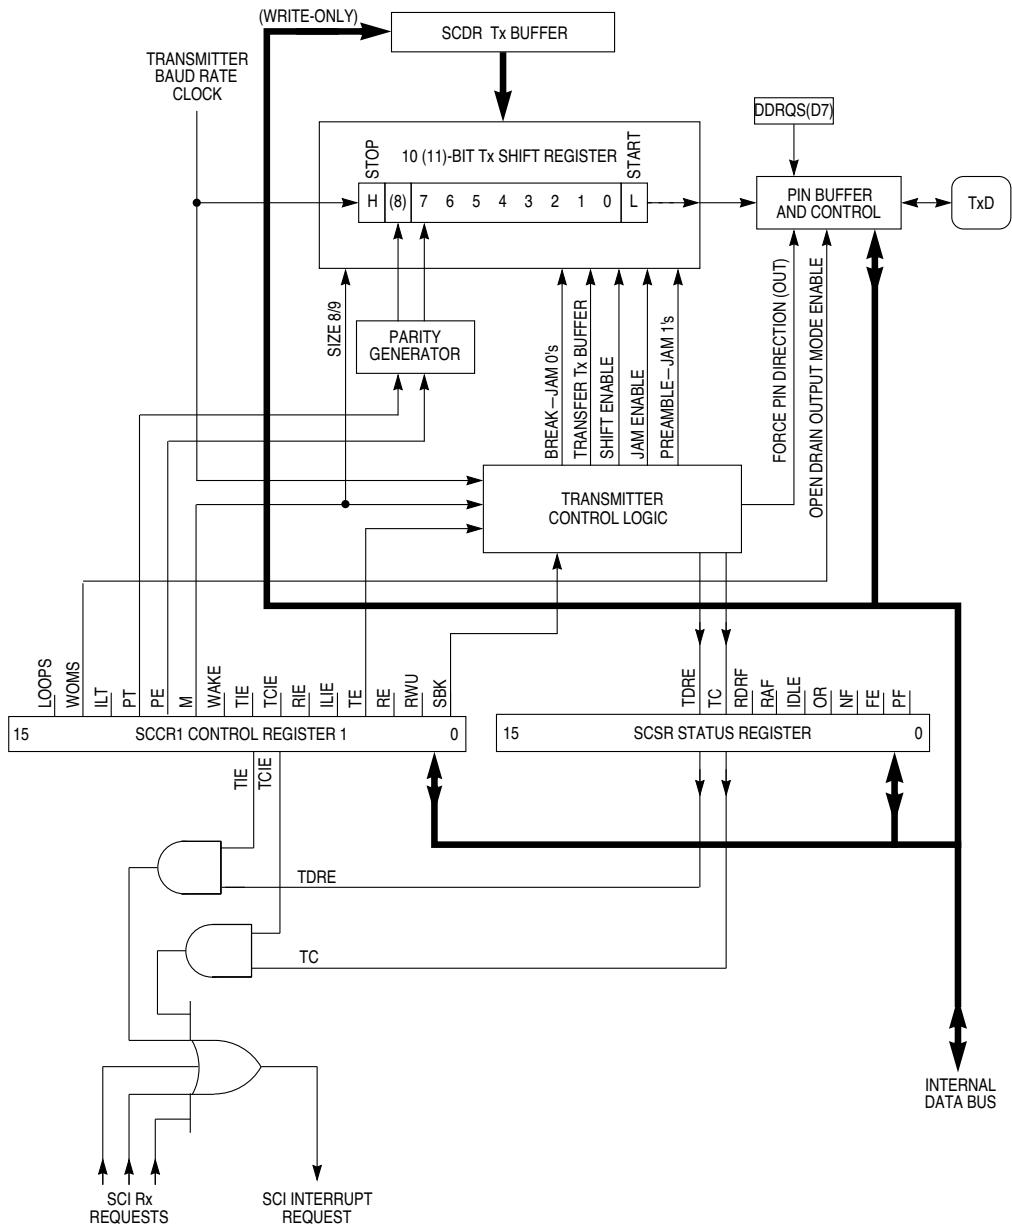 (WRITE-ONLY)
SCDR Tx BUFFER
TRANSMITTER
BAUD RATE
CLOCK
DDRQS(D7)
STOP
10 (11)-BIT Tx SHIFT REGISTER
START
H (8) 7 6 5 4 3 2 1 0 L
PIN BUFFER
AND CONTROL
TxD
SIZE 8/9
PARITY
GENERATOR
BREAK—JAM 0's
TRANSFER Tx BUFFER
SHIFT ENABLE
JAM ENABLE
PREAMBLE—JAM 1's
FORCE PIN DIRECTION (OUT)
OPEN DRAIN OUTPUT MODE ENABLE
TRANSMITTER
CONTROL LOGIC
LOOPS
WOMS
ILT
PT
PE
M
WAKE
TIE
TCIE
RIE
ILIE
TE
RE
RWU
SBK
TDRE
TC
RDRF
RAF
IDLE
OR
NF
FE
PF
15 SCCR1 CONTROL REGISTER 1 0
15 SCSR STATUS REGISTER 0
TIE
TCIE
TDRE
TC
INTERNAL
DATA BUS
SCI Rx
REQUESTS
SCI INTERRUPT
REQUEST